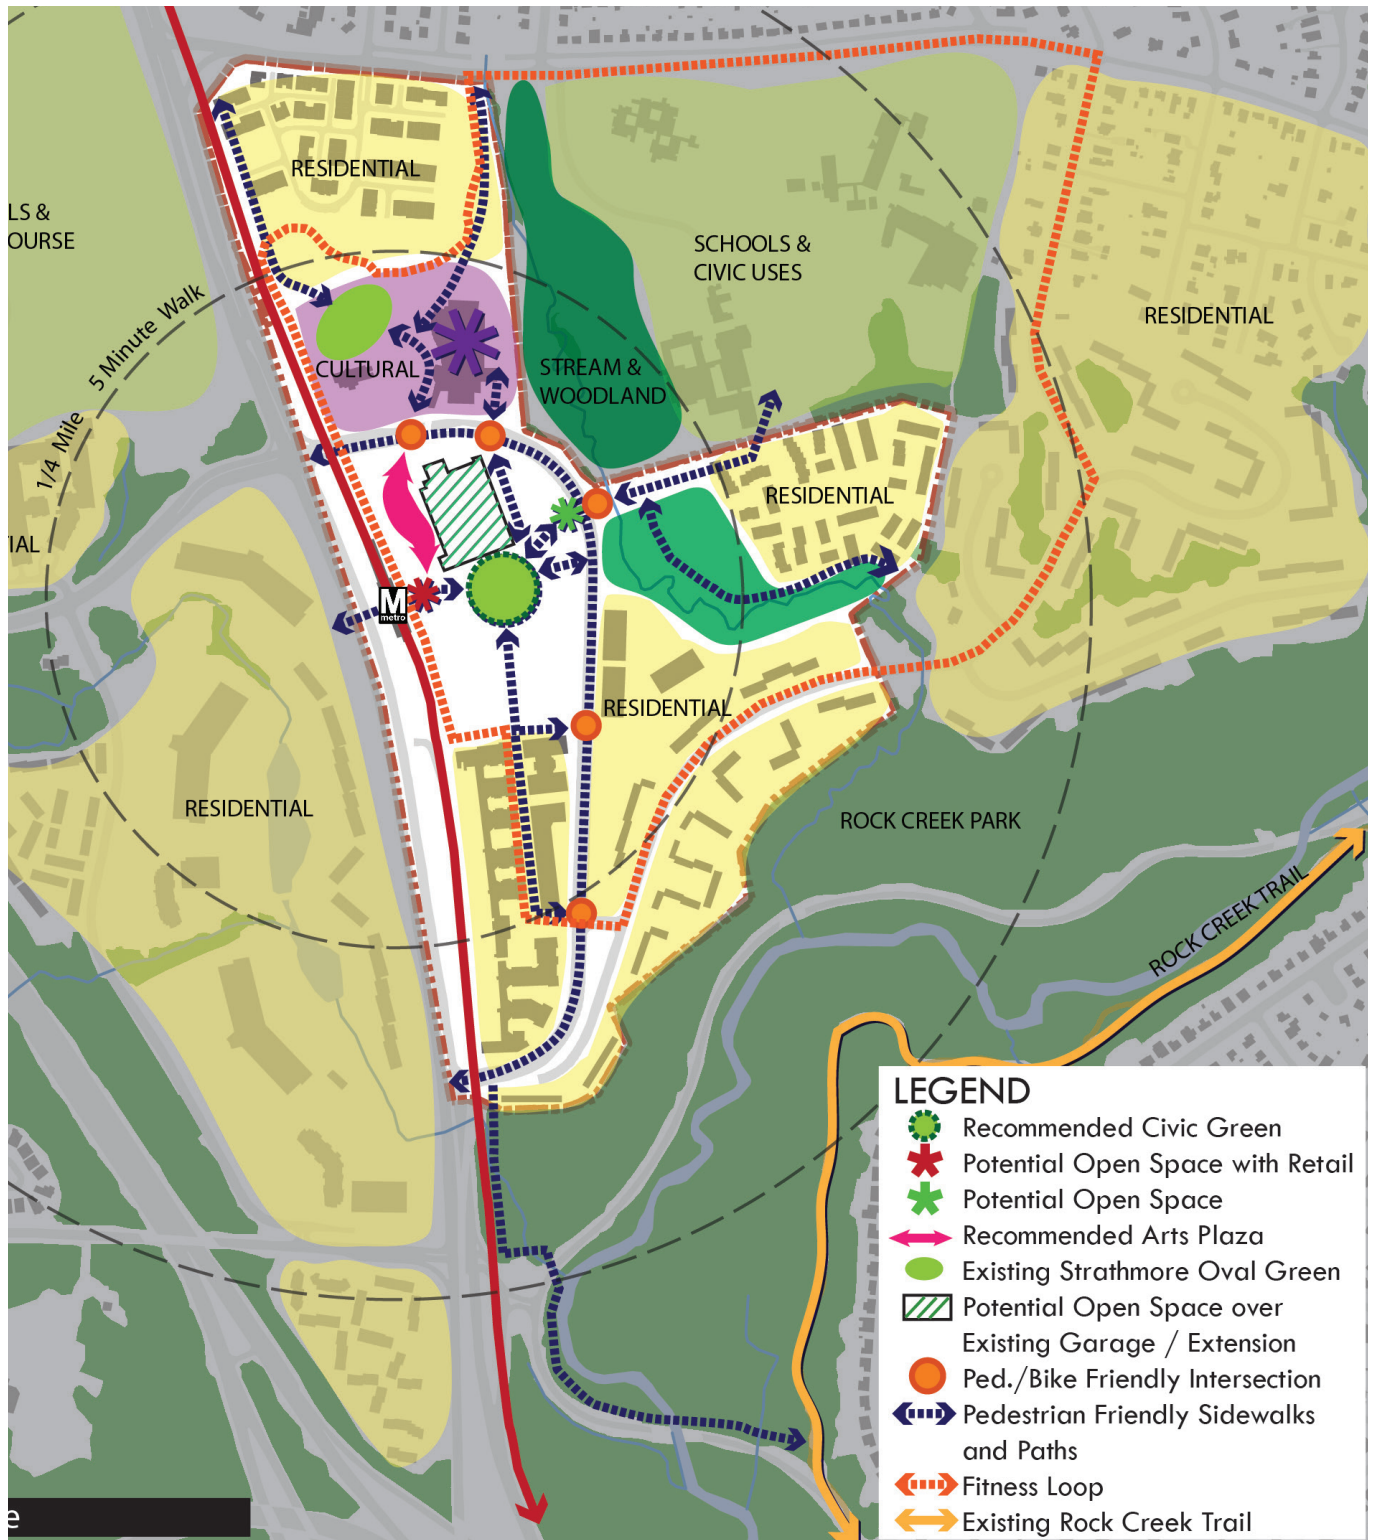 RESIDENTIAL
LS &
OURSE
SCHOOLS &
CIVIC USES
5 Minute Walk
1/4 Mile
RESIDENTIAL
CULTURAL
STREAM &
WOODLAND
RESIDENTIAL
IAL
M
metro
RESIDENTIAL
RESIDENTIAL
ROCK CREEK PARK
ROCK CREEK TRAIL
LEGEND
Recommended Civic Green
Potential Open Space with Retail
Potential Open Space
Recommended Arts Plaza
Existing Strathmore Oval Green
Potential Open Space over
Existing Garage / Extension
Ped./Bike Friendly Intersection
Pedestrian Friendly Sidewalks
and Paths
Fitness Loop
Existing Rock Creek Trail
e